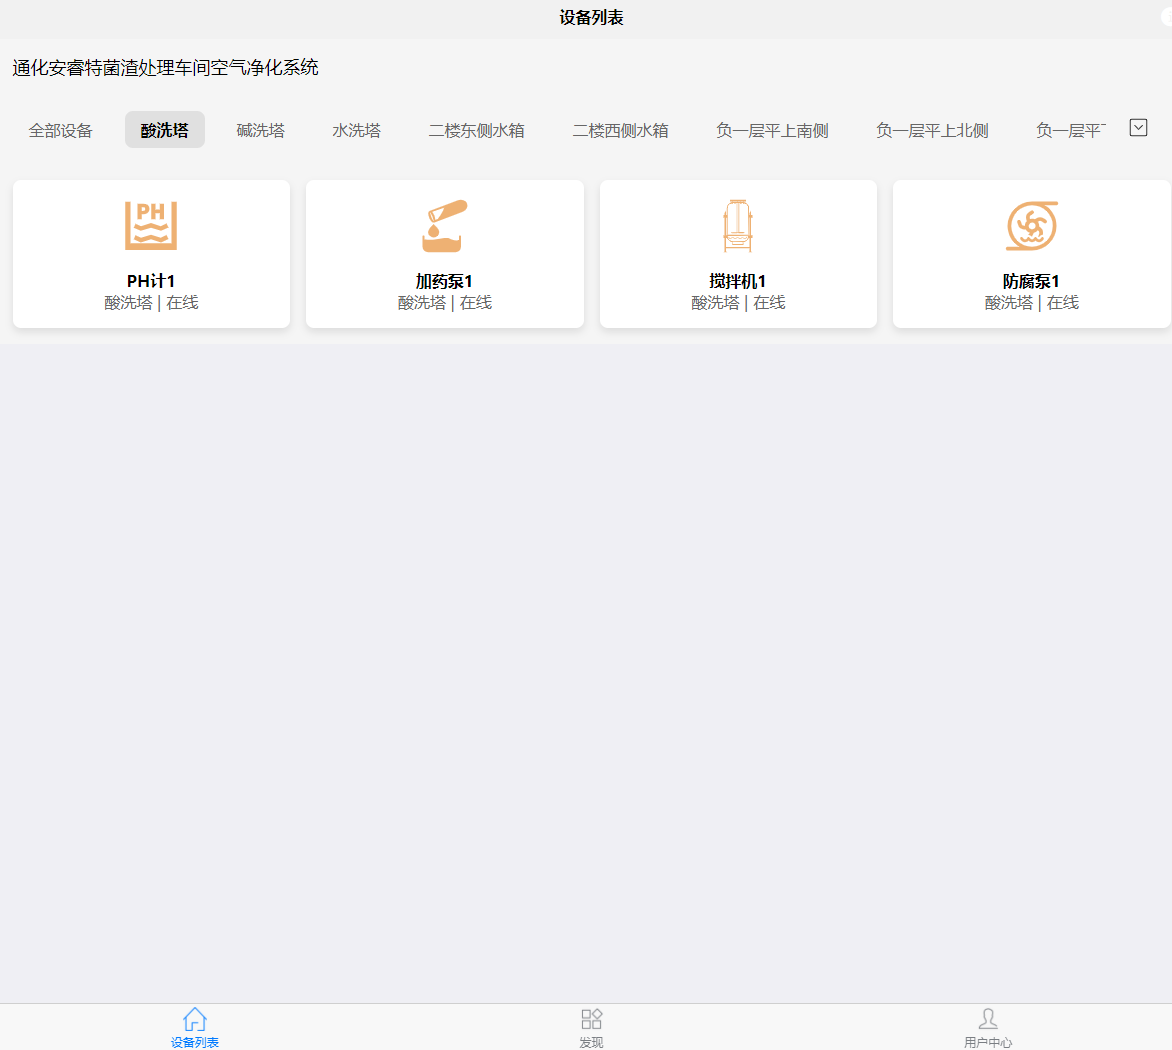 设备列表
通化安睿特菌渣处理车间空气净化系统
全部设备 酸洗塔 碱洗塔 水洗塔 二楼东侧水箱 二楼西侧水箱 负一层平上南侧 负一层平上北侧 负一层平
PH PH计1 酸洗塔 | 在线
加药泵1 酸洗塔 | 在线
搅拌机1 酸洗塔 | 在线
防腐泵1 酸洗塔 | 在线
设备列表 发现 用户中心